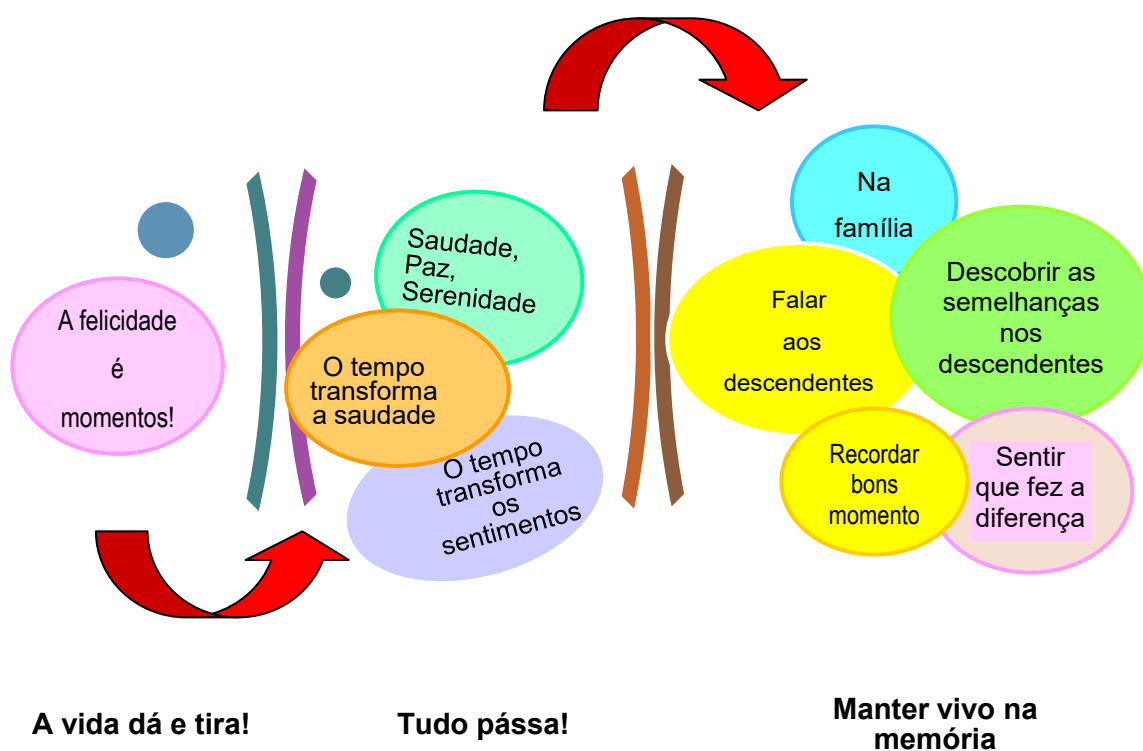 A felicidade
é
momentos!
Saudade,
Paz,
Serenidade
O tempo
transforma
a saudade
O tempo
transforma
os
sentimentos
Na
família
Falar
aos
descendentes
Descobrir as
semelhanças
nos
descendentes
Recordar
bons
momento
Sentir
que fez a
diferença
A vida dá e tira!
Tudo pássa!
Manter vivo na
memória